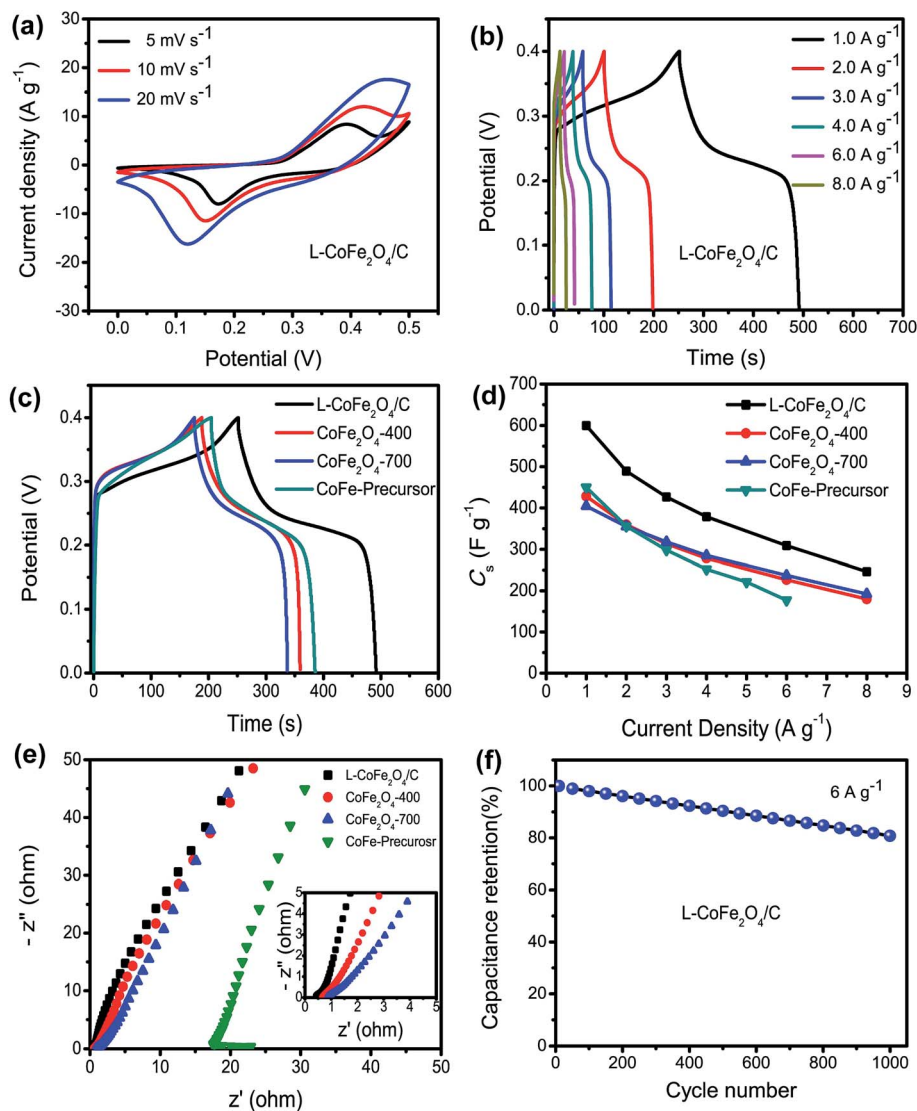 (a)
30
20
10
0
-10
-20
-30
Current density (A g⁻¹)
5 mV s⁻¹
10 mV s⁻¹
20 mV s⁻¹
L-CoFe₂O₄/C
0.0 0.1 0.2 0.3 0.4 0.5
Potential (V)
(b)
0.4
0.3
0.2
0.1
0.0
Potential (V)
1.0 A g⁻¹
2.0 A g⁻¹
3.0 A g⁻¹
4.0 A g⁻¹
6.0 A g⁻¹
8.0 A g⁻¹
L-CoFe₂O₄/C
0 100 200 300 400 500 600 700
Time (s)
(c)
0.4
0.3
0.2
0.1
0.0
Potential (V)
L-CoFe₂O₄/C
CoFe₂O₄-400
CoFe₂O₄-700
CoFe-Precursor
0 100 200 300 400 500 600
Time (s)
(d)
700
600
500
400
300
200
100
0
Cₛ (F g⁻¹)
L-CoFe₂O₄/C
CoFe₂O₄-400
CoFe₂O₄-700
CoFe-Precursor
0 1 2 3 4 5 6 7 8 9
Current Density (A g⁻¹)
(e)
50
40
30
20
10
0
- z'' (ohm)
L-CoFe₂O₄/C
CoFe₂O₄-400
CoFe₂O₄-700
CoFe-Precurosr
5
4
3
2
1
0
- z'' (ohm)
0 1 2 3 4 5
z' (ohm)
0 10 20 30 40 50
z' (ohm)
(f)
120
100
80
60
40
20
0
Capacitance retention(%)
6 A g⁻¹
L-CoFe₂O₄/C
0 200 400 600 800 1000
Cycle number